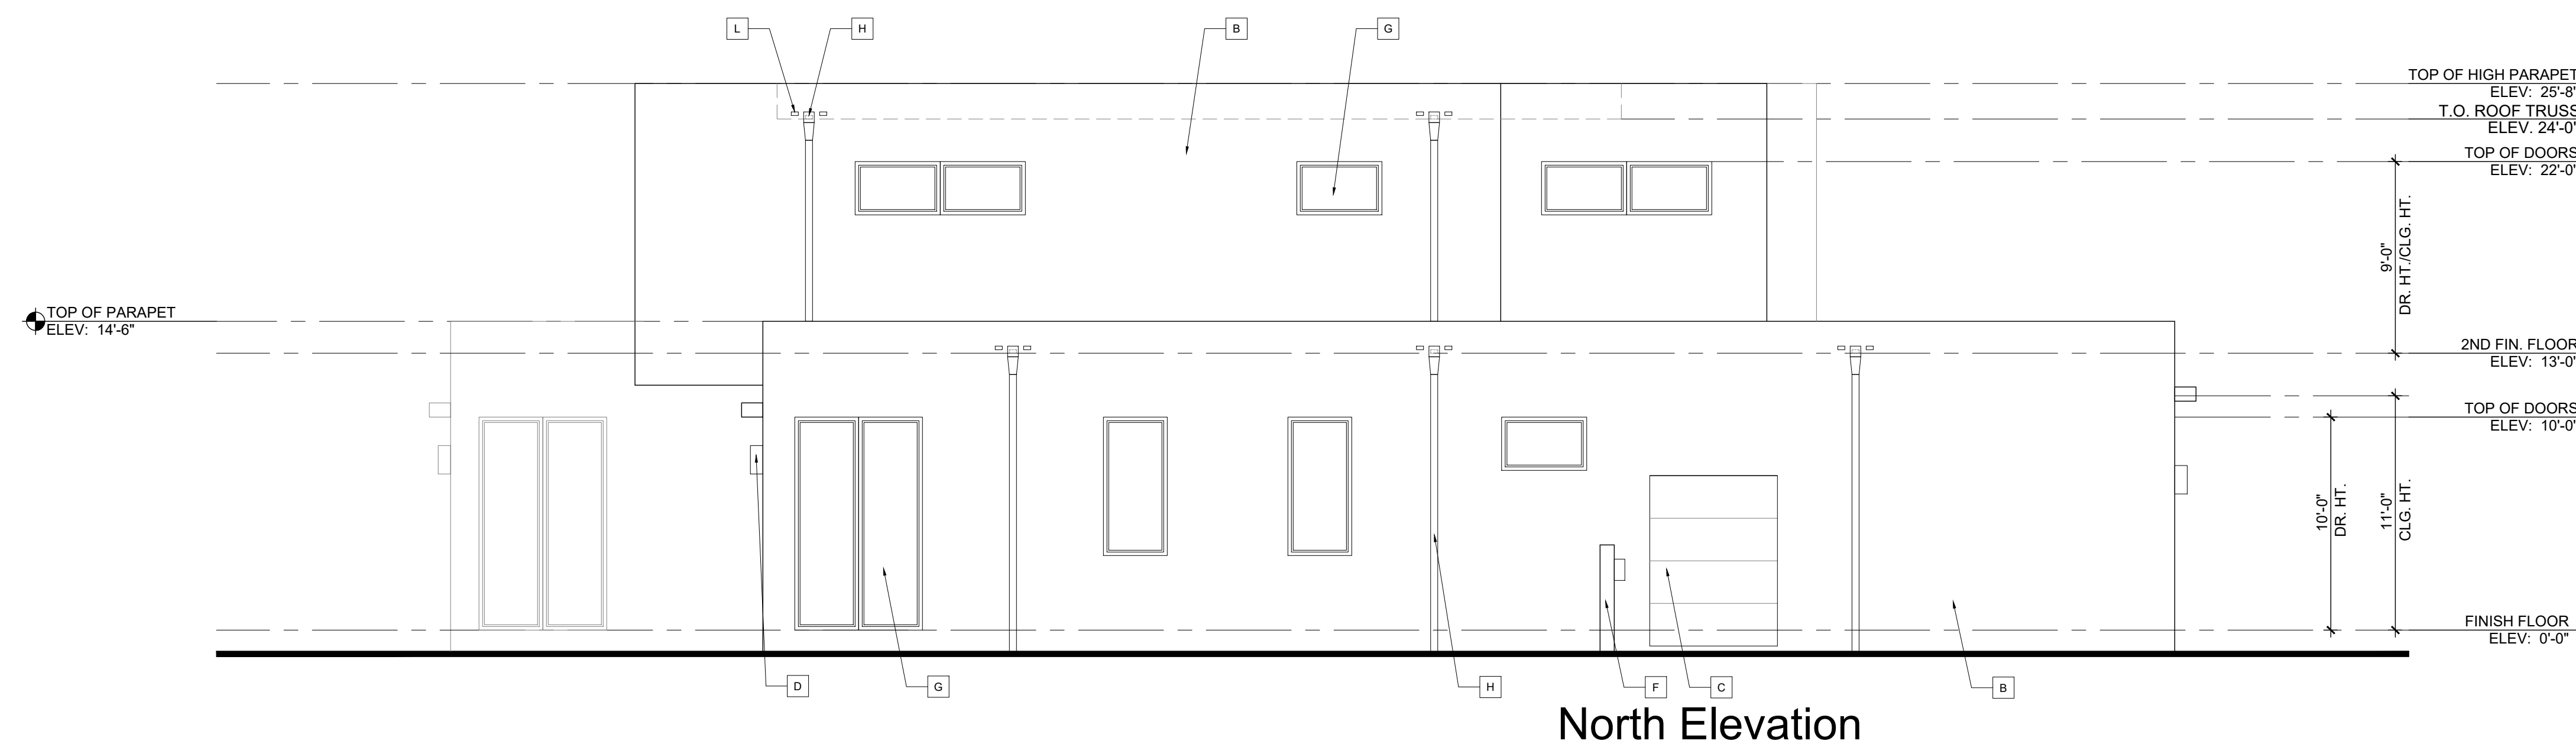 L
H
B
G
TOP OF HIGH PARAPET
ELEV: 25'-8"
T.O. ROOF TRUSS
ELEV. 24'-0"
TOP OF DOORS
ELEV: 22'-0"
9'-0"
DR. HT./CLG. HT.
TOP OF PARAPET
ELEV: 14'-6"
2ND FIN. FLOOR
ELEV: 13'-0"
TOP OF DOORS
ELEV: 10'-0"
10'-0"
DR. HT.
11'-0"
CLG. HT.
FINISH FLOOR
ELEV: 0'-0"
D
G
H
F
C
B
North Elevation